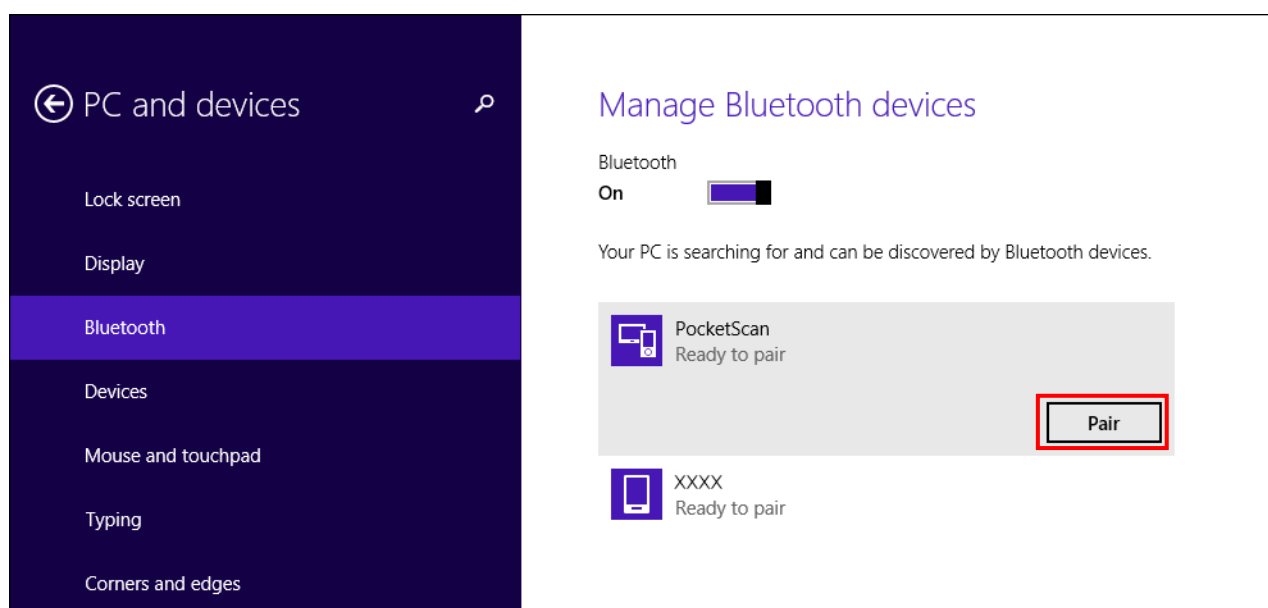 PC and devices
Lock screen
Display
Bluetooth
Devices
Mouse and touchpad
Typing
Corners and edges
Manage Bluetooth devices
Bluetooth
On
Your PC is searching for and can be discovered by Bluetooth devices.
PocketScan
Ready to pair
Pair
XXXX
Ready to pair